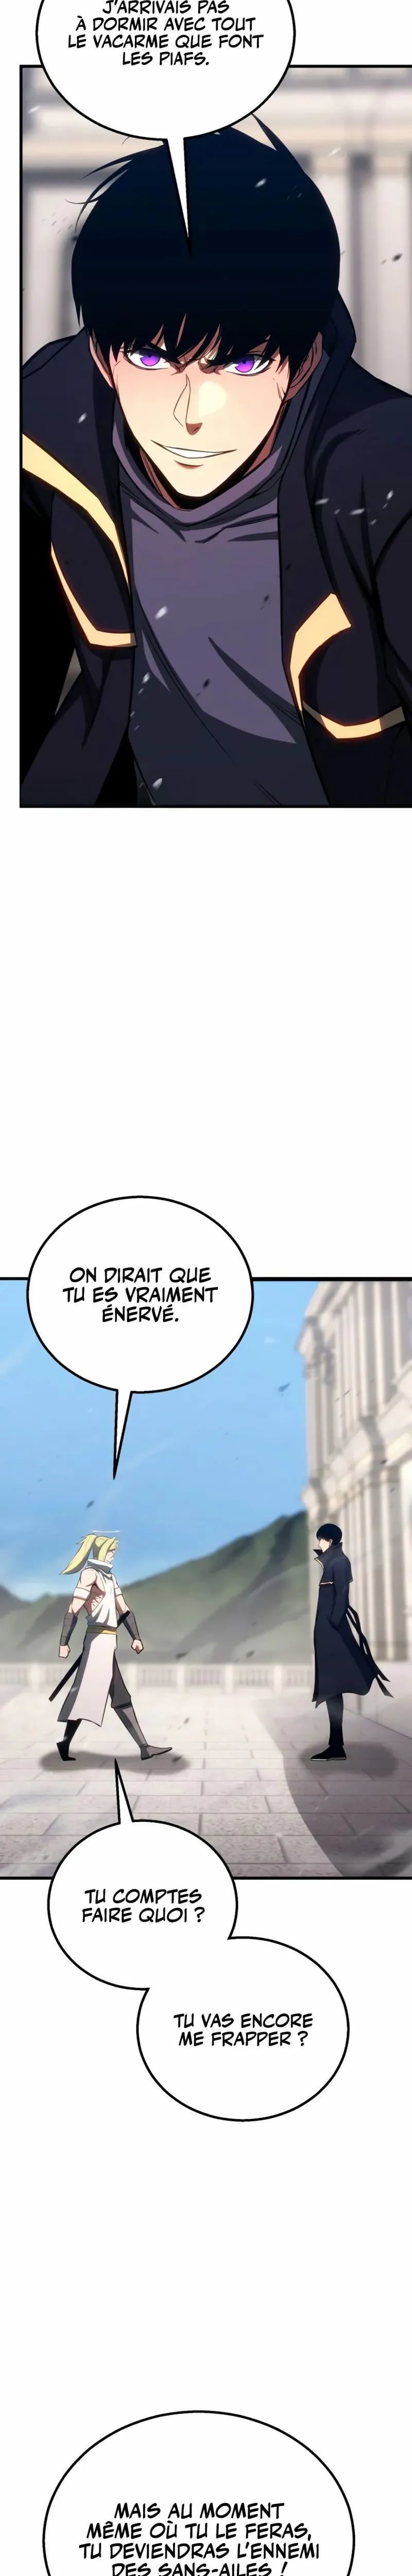 J'ARRIVAIS PAS
À DORMIR AVEC TOUT
LE VACARME QUE FONT
LES PIAFS.
ON DIRAIT QUE
TU ES VRAIMENT
ÉNERVÉ.
TU COMPTES
FAIRE QUOI ?
TU VAS ENCORE
ME FRAPPER ?
MAIS AU MOMENT
MÊME OÙ TU LE FERAS,
TU DEVIENDRAS L'ENNEMI
DES SANS-AILES !